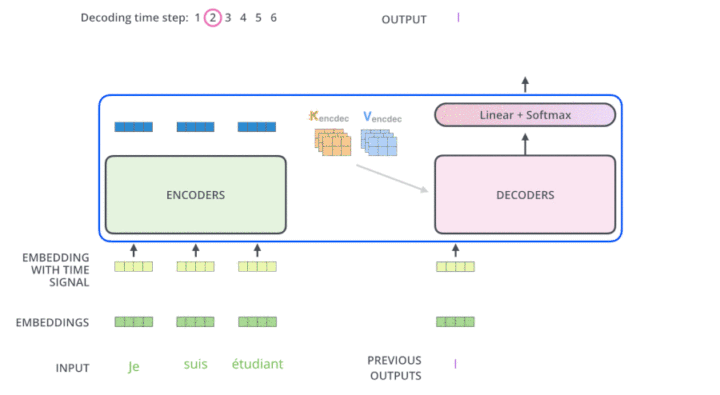 Decoding time step: 1 2 3 4 5 6
OUTPUT I
Kencdec Vencdec
Linear + Softmax
ENCODERS
DECODERS
EMBEDDING
WITH TIME
SIGNAL
EMBEDDINGS
INPUT Je suis étudiant
PREVIOUS
OUTPUTS I